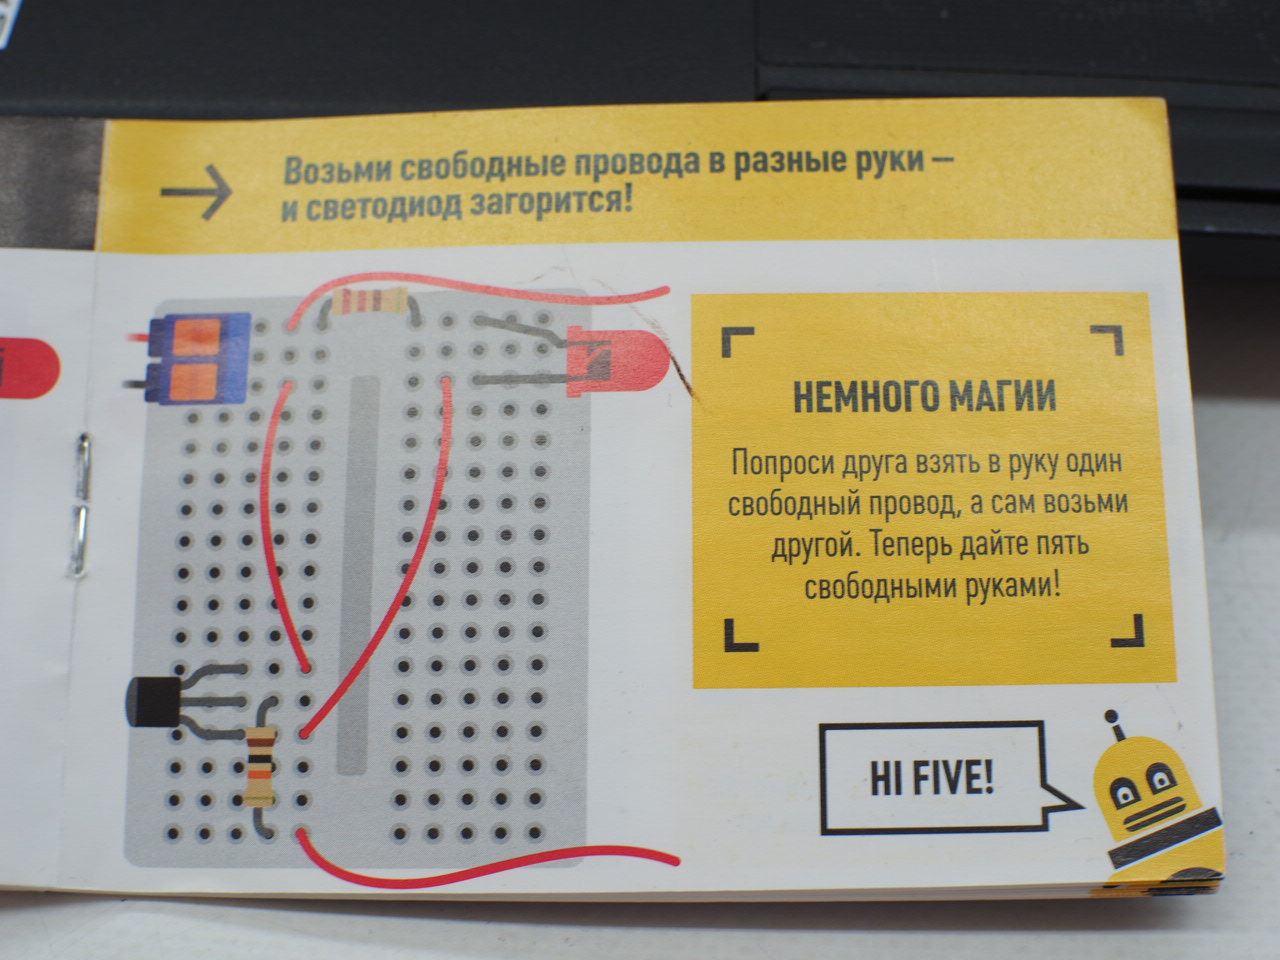 Возьми свободные провода в разные руки –
и светодиод загорится!
НЕМНОГО МАГИИ
Попроси друга взять в руку один
свободный провод, а сам возьми
другой. Теперь дайте пять
свободными руками!
HI FIVE!